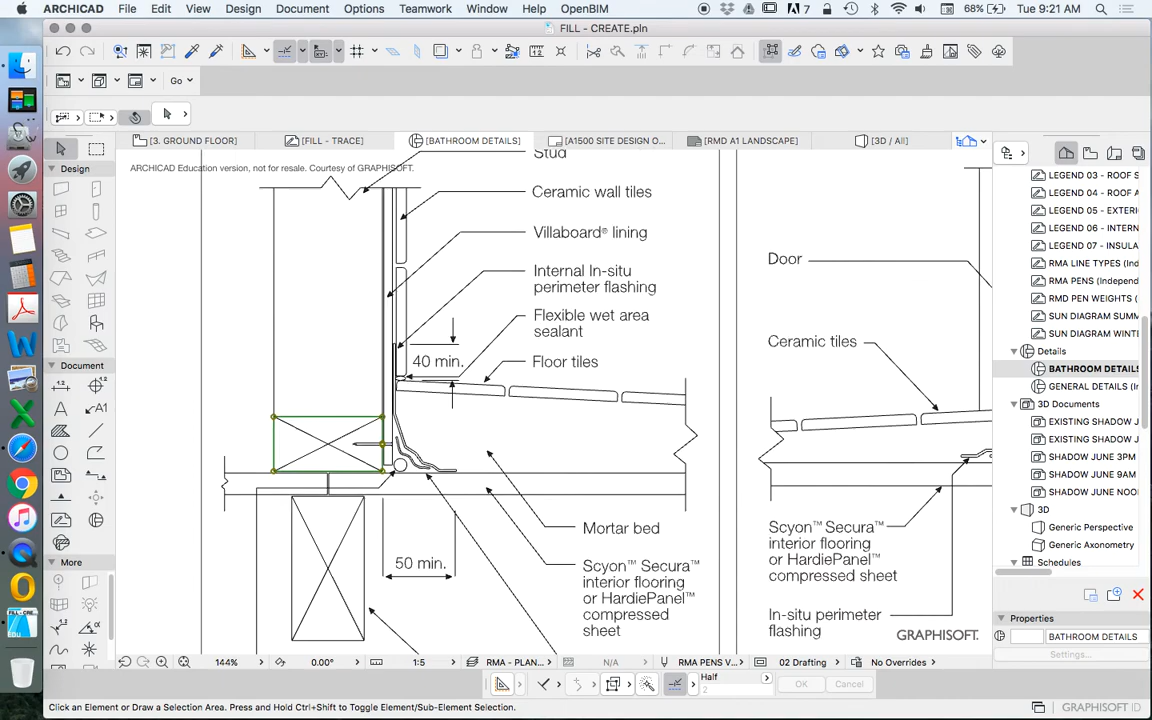 ARCHICAD File Edit View Design Document Options Teamwork Window Help OpenBIM
7 68% Tue 9:21 AM
FILL - CREATE.pln
Go
[3. GROUND FLOOR] [FILL - TRACE] [BATHROOM DETAILS] [A1500 SITE DESIGN O... [RMD A1 LANDSCAPE] [3D / All]
ARCHICAD Education version, not for resale. Courtesy of GRAPHISOFT.
Design
Document
More
Stud
Ceramic wall tiles
Villaboard® lining
Internal In-situ
perimeter flashing
Flexible wet area
sealant
40 min.
Floor tiles
Mortar bed
50 min.
Scyon™ Secura™
interior flooring
or HardiePanel™
compressed
sheet
Door
Ceramic tiles
Scyon™ Secura™
interior flooring
or HardiePanel™
compressed sheet
In-situ perimeter
flashing
GRAPHISOFT.
LEGEND 03 - ROOF S
LEGEND 04 - ROOF A
LEGEND 05 - EXTERI
LEGEND 06 - INTERN
LEGEND 07 - INSULA
RMA LINE TYPES (Ind
RMA PENS (Independ
RMD PEN WEIGHTS (
SUN DIAGRAM SUMM
SUN DIAGRAM WINTE
Details
BATHROOM DETAILS
GENERAL DETAILS (In
3D Documents
EXISTING SHADOW J
EXISTING SHADOW J
SHADOW JUNE 3PM
SHADOW JUNE 9AM
SHADOW JUNE NOO
3D
Generic Perspective
Generic Axonometry
Schedules
Properties
BATHROOM DETAILS
Settings...
144% 0.00° 1:5 RMA - PLAN... N/A RMA PENS V... 02 Drafting No Overrides
Half
2
OK Cancel
Click an Element or Draw a Selection Area. Press and Hold Ctrl+Shift to Toggle Element/Sub-Element Selection.
GRAPHISOFT ID